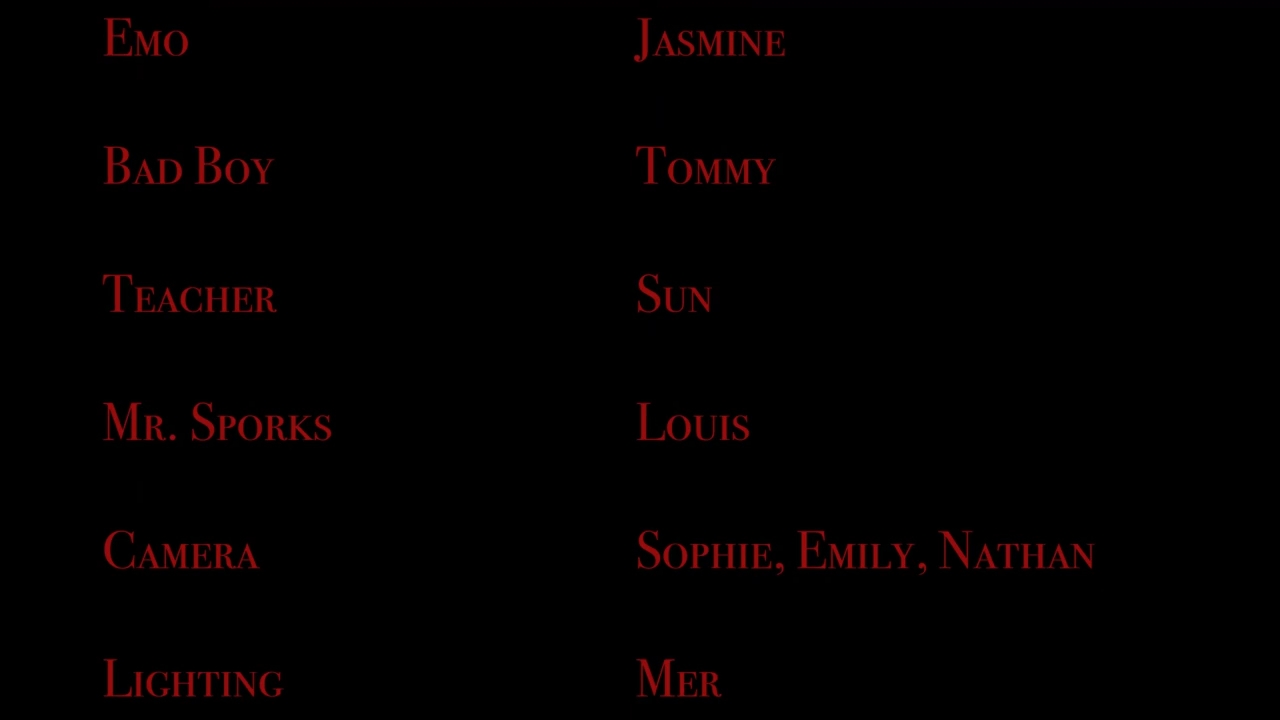 Emo Jasmine
Bad Boy Tommy
Teacher Sun
Mr. Sporks Louis
Camera Sophie, Emily, Nathan
Lighting Mer